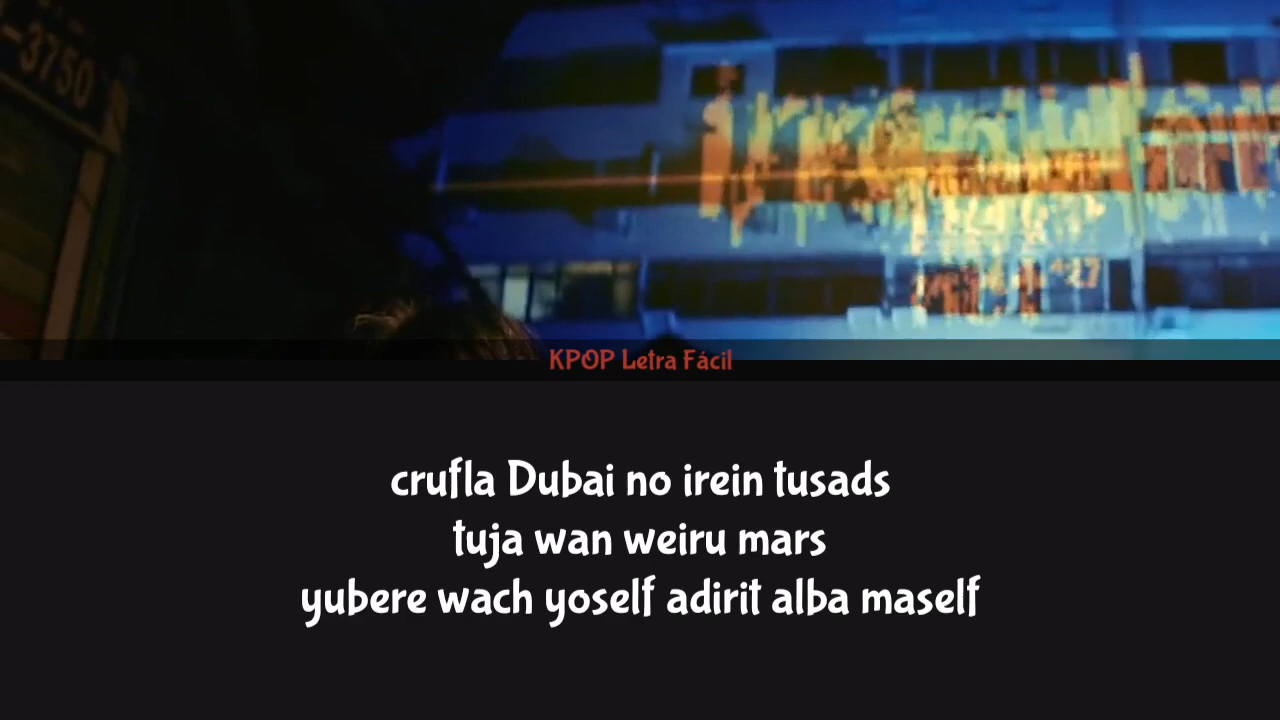 -3750
KPOP Letra Fácil
crufla Dubai no irein tusads
tuja wan weiru mars
yubere wach yoself adirit alba maself